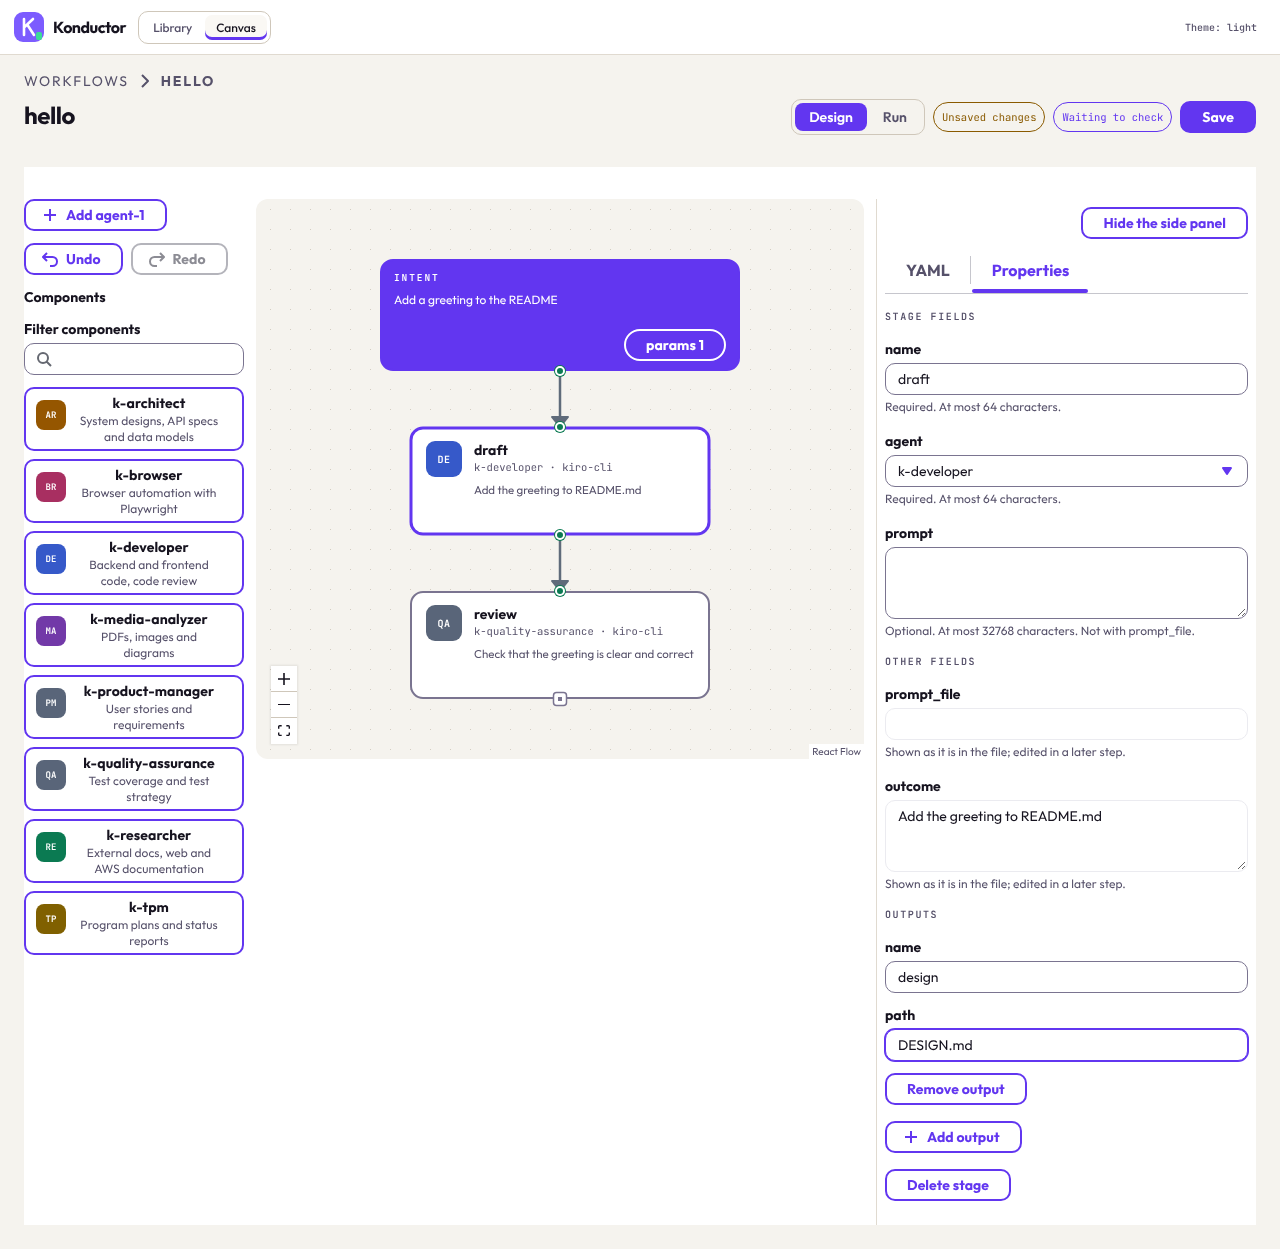 K Konductor
Library
Canvas
Theme: light
WORKFLOWS > HELLO
hello
Design
Run
Unsaved changes
Waiting to check
Save
Add agent-1
Undo
Redo
Components
Filter components
AR
k-architect
System designs, API specs
and data models
BR
k-browser
Browser automation with
Playwright
DE
k-developer
Backend and frontend
code, code review
MA
k-media-analyzer
PDFs, images and
diagrams
PM
k-product-manager
User stories and
requirements
QA
k-quality-assurance
Test coverage and test
strategy
RE
k-researcher
External docs, web and
AWS documentation
TP
k-tpm
Program plans and status
reports
INTENT
Add a greeting to the README
params 1
DE
draft
k-developer · kiro-cli
Add the greeting to README.md
QA
review
k-quality-assurance · kiro-cli
Check that the greeting is clear and correct
React Flow
Hide the side panel
YAML
Properties
STAGE FIELDS
name
draft
Required. At most 64 characters.
agent
k-developer
Required. At most 64 characters.
prompt
Optional. At most 32768 characters. Not with prompt_file.
OTHER FIELDS
prompt_file
Shown as it is in the file; edited in a later step.
outcome
Add the greeting to README.md
Shown as it is in the file; edited in a later step.
OUTPUTS
name
design
path
DESIGN.md
Remove output
Add output
Delete stage